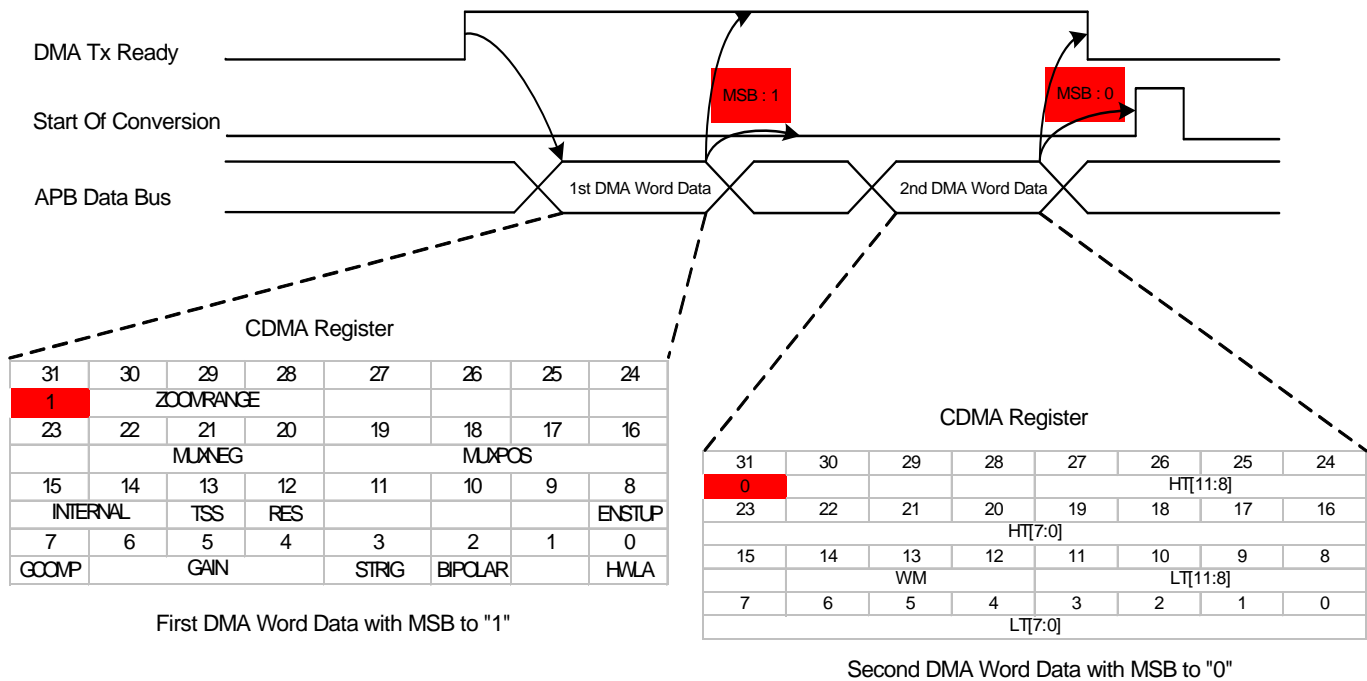 DMA Tx Ready
MSB : 1
MSB : 0
Start Of Conversion
1st DMA Word Data
2nd DMA Word Data
APB Data Bus
CDMA Register
31 30 29 28 27 26 25 24
1 ZOOMRANGE
23 22 21 20 19 18 17 16
MUXNEG MUXPOS
15 14 13 12 11 10 9 8
INTERNAL TSS RES ENSTUP
7 6 5 4 3 2 1 0
GCOMP GAIN STRIG BIPOLAR HWLA
First DMA Word Data with MSB to "1"
CDMA Register
31 30 29 28 27 26 25 24
0 HT[11:8]
23 22 21 20 19 18 17 16
HT[7:0]
15 14 13 12 11 10 9 8
WM LT[11:8]
7 6 5 4 3 2 1 0
LT[7:0]
Second DMA Word Data with MSB to "0"